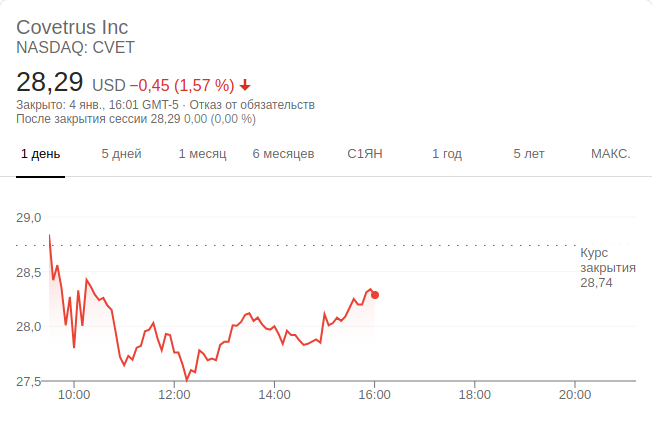 Covetrus Inc
NASDAQ: CVET
28,29 USD −0,45 (1,57 %)
Закрыто: 4 янв., 16:01 GMT-5 · Отказ от обязательств
После закрытия сессии 28,29 0,00 (0,00 %)
1 день 5 дней 1 месяц 6 месяцев С1ЯН 1 год 5 лет МАКС.
29,0
Курс
закрытия
28,74
28,5
28,0
27,5
10:00 12:00 14:00 16:00 18:00 20:00